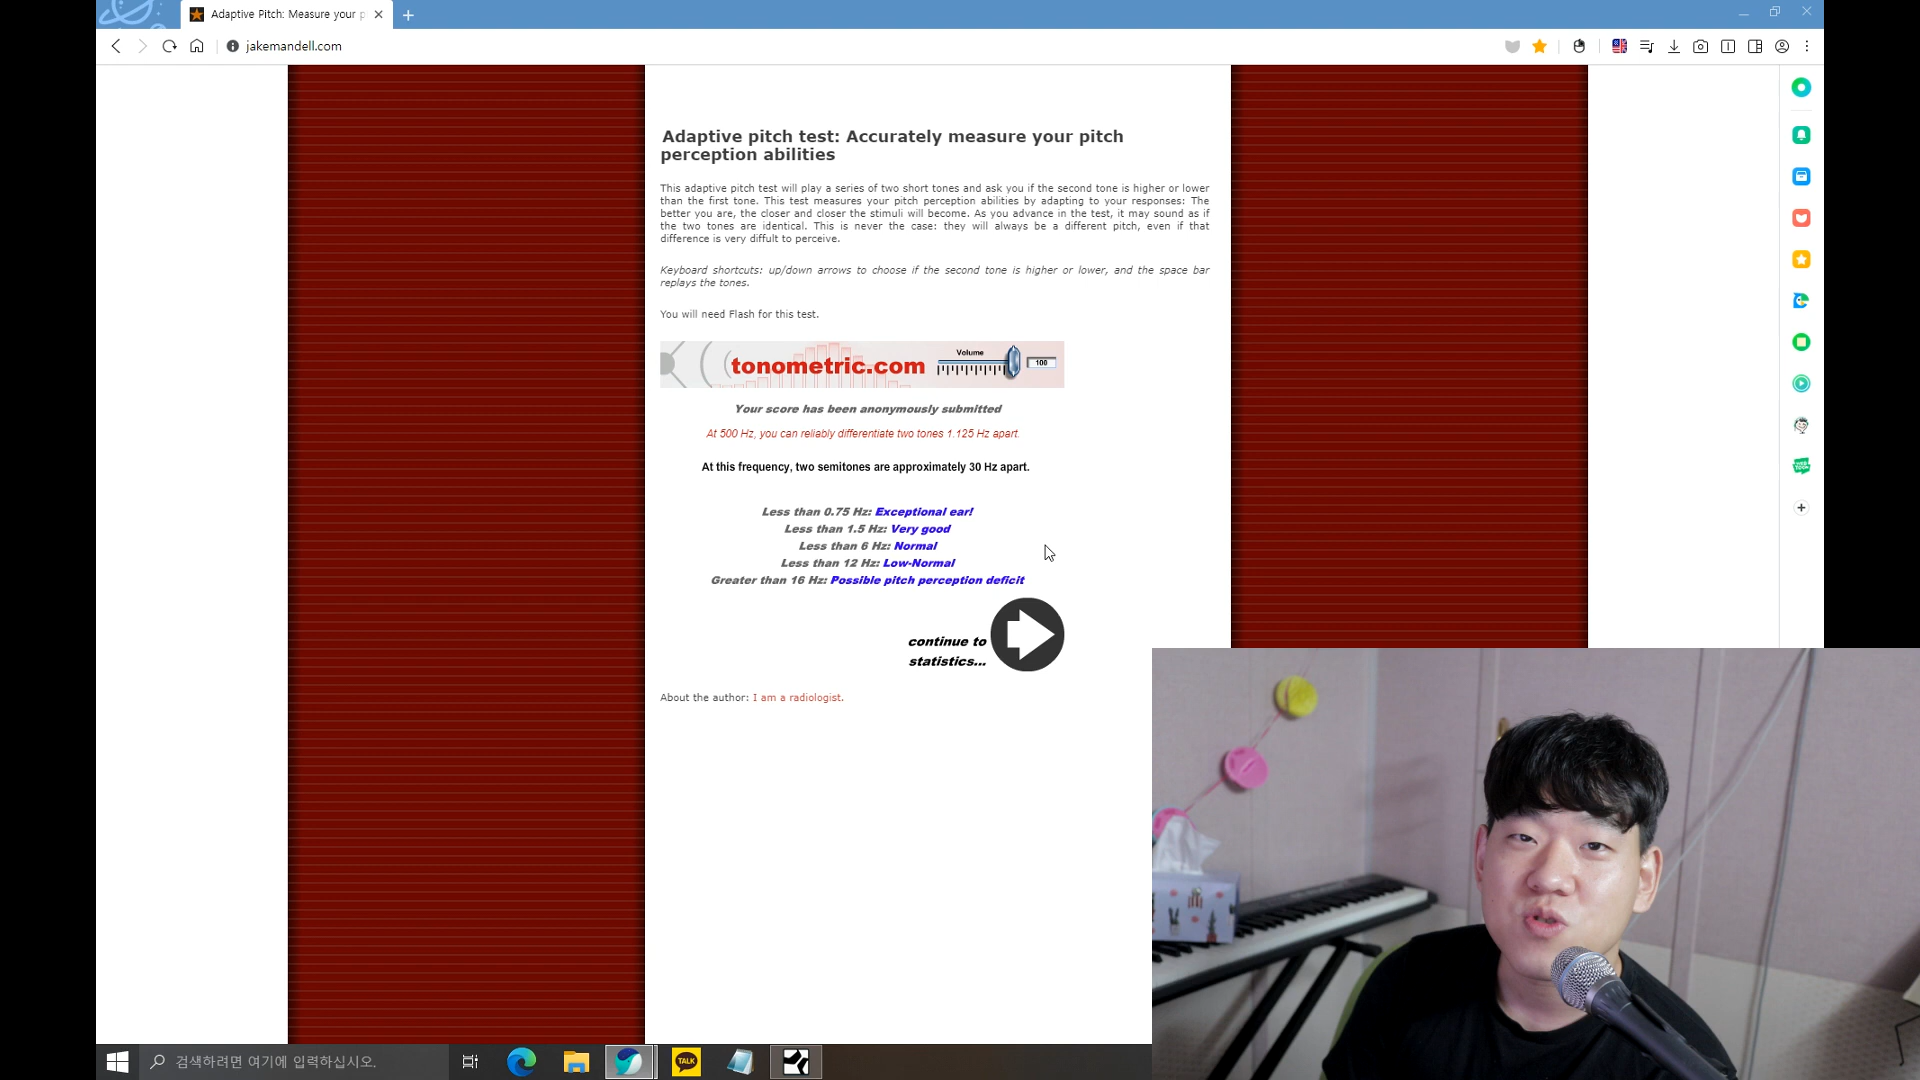 Adaptive Pitch: Measure your p
jakemandell.com
Adaptive pitch test: Accurately measure your pitch
perception abilities
This adaptive pitch test will play a series of two short tones and ask you if the second tone is higher or lower
than the first tone. This test measures your pitch perception abilities by adapting to your responses: The
better you are, the closer and closer the stimuli will become. As you advance in the test, it may sound as if
the two tones are identical. This is never the case: they will always be a different pitch, even if that
difference is very diffult to perceive.
Keyboard shortcuts: up/down arrows to choose if the second tone is higher or lower, and the space bar
replays the tones.
You will need Flash for this test.
tonometric.com
Volume
100
Your score has been anonymously submitted
At 500 Hz, you can reliably differentiate two tones 1.125 Hz apart.
At this frequency, two semitones are approximately 30 Hz apart.
Less than 0.75 Hz: Exceptional ear!
Less than 1.5 Hz: Very good
Less than 6 Hz: Normal
Less than 12 Hz: Low-Normal
Greater than 16 Hz: Possible pitch perception deficit
continue to
statistics...
About the author: I am a radiologist.
검색하려면 여기에 입력하십시오.
TALK